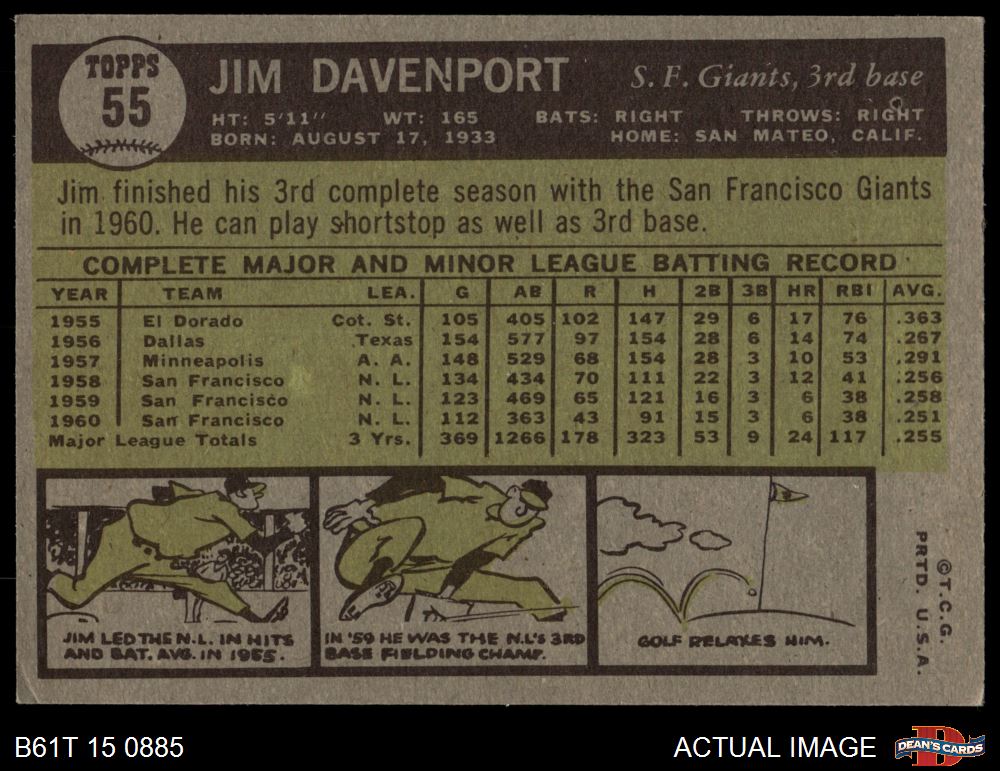 TOPPS
55
JIM DAVENPORT
S. F. Giants, 3rd base
HT: 5'11" WT: 165 BATS: RIGHT THROWS: RIGHT
BORN: AUGUST 17, 1933 HOME: SAN MATEO, CALIF.
Jim finished his 3rd complete season with the San Francisco Giants
in 1960. He can play shortstop as well as 3rd base.
COMPLETE MAJOR AND MINOR LEAGUE BATTING RECORD
YEAR TEAM LEA. G AB R H 2B 3B HR RBI AVG.
1955 El Dorado Cot. St. 105 405 102 147 29 6 17 76 .363
1956 Dallas Texas 154 577 97 154 28 6 14 74 .267
1957 Minneapolis A. A. 148 529 68 154 28 3 10 53 .291
1958 San Francisco N. L. 134 434 70 111 22 3 12 41 .256
1959 San Francisco N. L. 123 469 65 121 16 3 6 38 .258
1960 San Francisco N. L. 112 363 43 91 15 3 6 38 .251
Major League Totals 3 Yrs. 369 1266 178 323 53 9 24 117 .255
JIM LED THE N.L. IN HITS
AND BAT. AVG. IN 1955.
IN '59 HE WAS THE N.L'S 3RD
BASE FIELDING CHAMP.
GOLF RELAXES HIM.
©T.C.G.
PRTD. U.S.A.
B61T 15 0885
ACTUAL IMAGE
DEAN'S CARDS